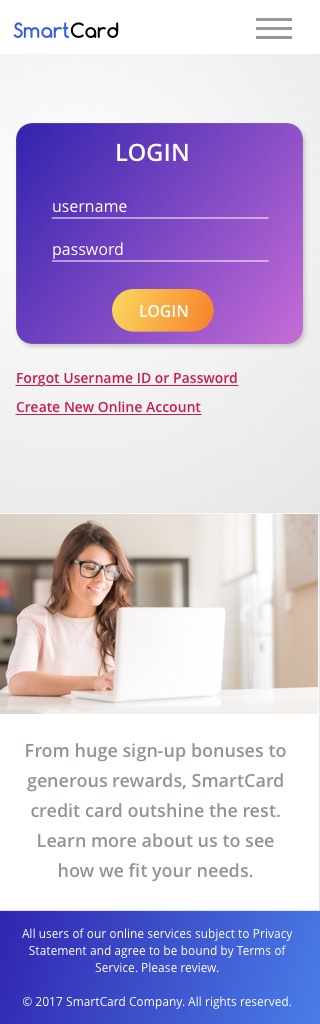 SmartCard
LOGIN
username
password
LOGIN
Forgot Username ID or Password
Create New Online Account
From huge sign-up bonuses to
generous rewards, SmartCard
credit card outshine the rest.
Learn more about us to see
how we fit your needs.
All users of our online services subject to Privacy
Statement and agree to be bound by Terms of
Service. Please review.
© 2017 SmartCard Company. All rights reserved.